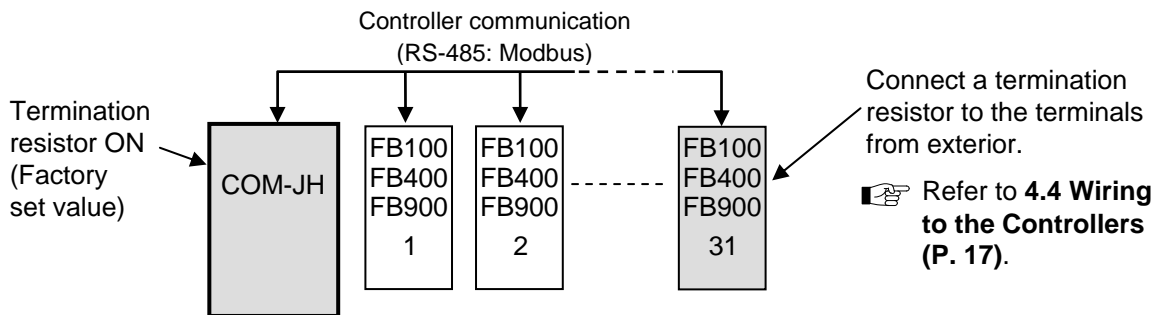 Controller communication
(RS-485: Modbus)
Termination
resistor ON
(Factory
set value)
COM-JH
FB100
FB400
FB900
1
FB100
FB400
FB900
2
FB100
FB400
FB900
31
Connect a termination
resistor to the terminals
from exterior.
Refer to 4.4 Wiring
to the Controllers
(P. 17).